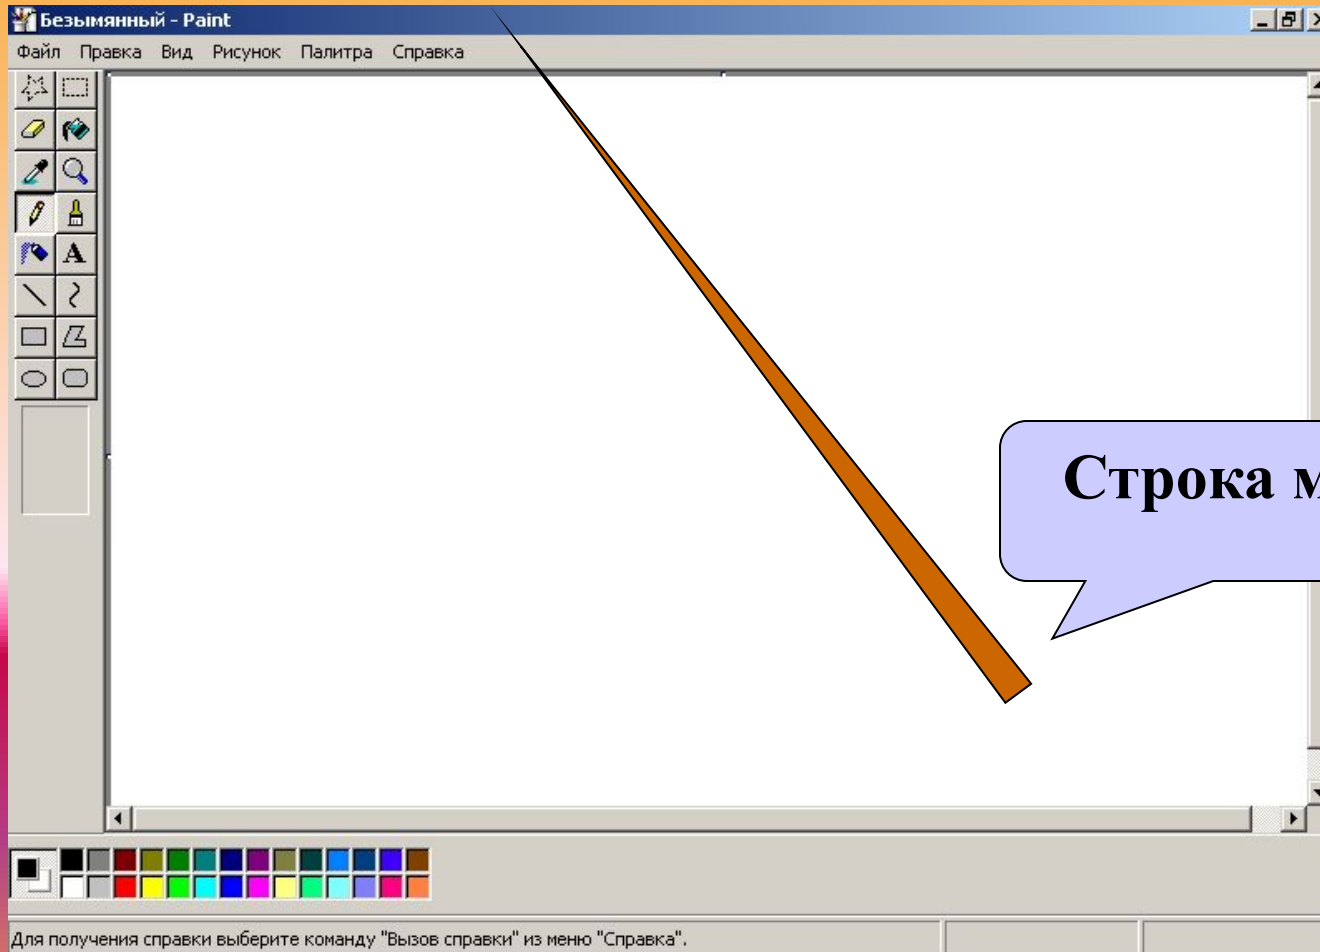 Безымянный - Paint
Файл Правка Вид Рисунок Палитра Справка
A
Строка м
Для получения справки выберите команду "Вызов справки" из меню "Справка".